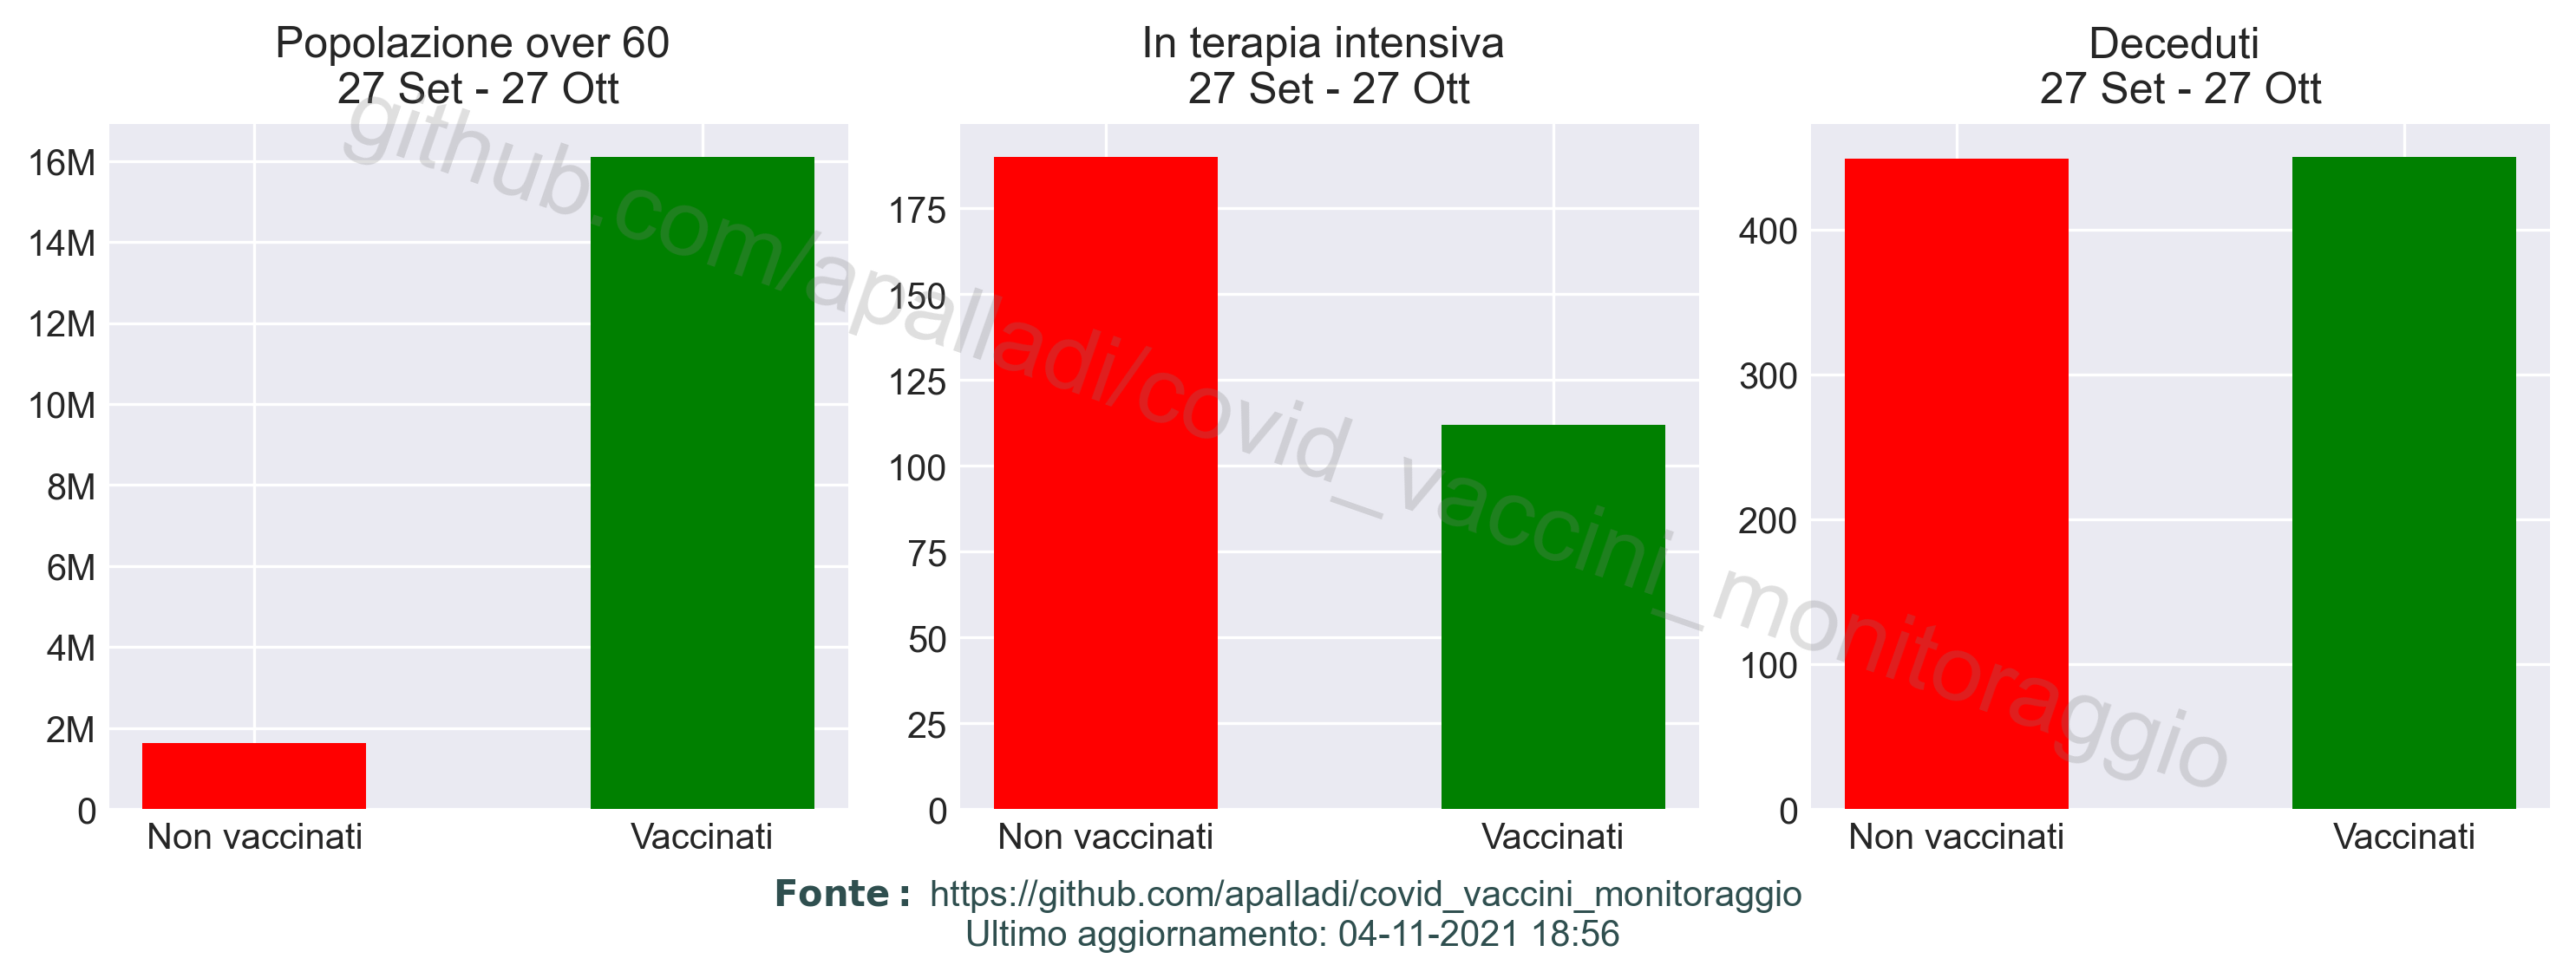 Popolazione over 60
27 Set - 27 Ott
16M
14M
12M
10M
8M
6M
4M
2M
0
Non vaccinati
Vaccinati
In terapia intensiva
27 Set - 27 Ott
175
150
125
100
75
50
25
0
Non vaccinati
Vaccinati
Deceduti
27 Set - 27 Ott
400
300
200
100
0
Non vaccinati
Vaccinati
github.com/apalladi/covid_vaccini_monitoraggio
Fonte: https://github.com/apalladi/covid_vaccini_monitoraggio
Ultimo aggiornamento: 04-11-2021 18:56